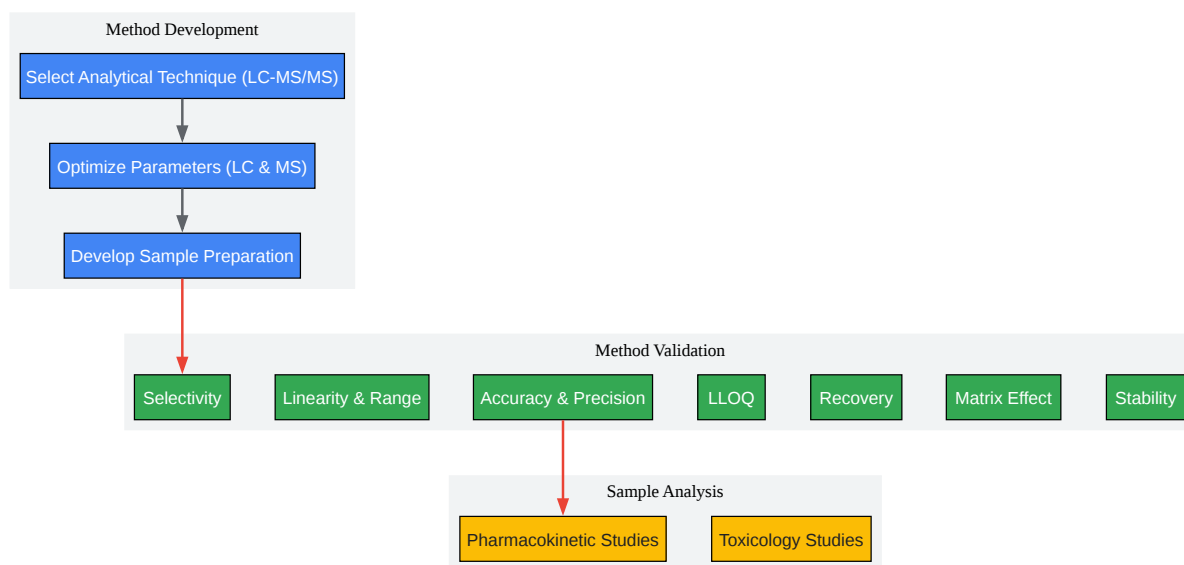 Method Development
Select Analytical Technique (LC-MS/MS)
Optimize Parameters (LC & MS)
Develop Sample Preparation
Method Validation
Selectivity
Linearity & Range
Accuracy & Precision
LLOQ
Recovery
Matrix Effect
Stability
Sample Analysis
Pharmacokinetic Studies
Toxicology Studies